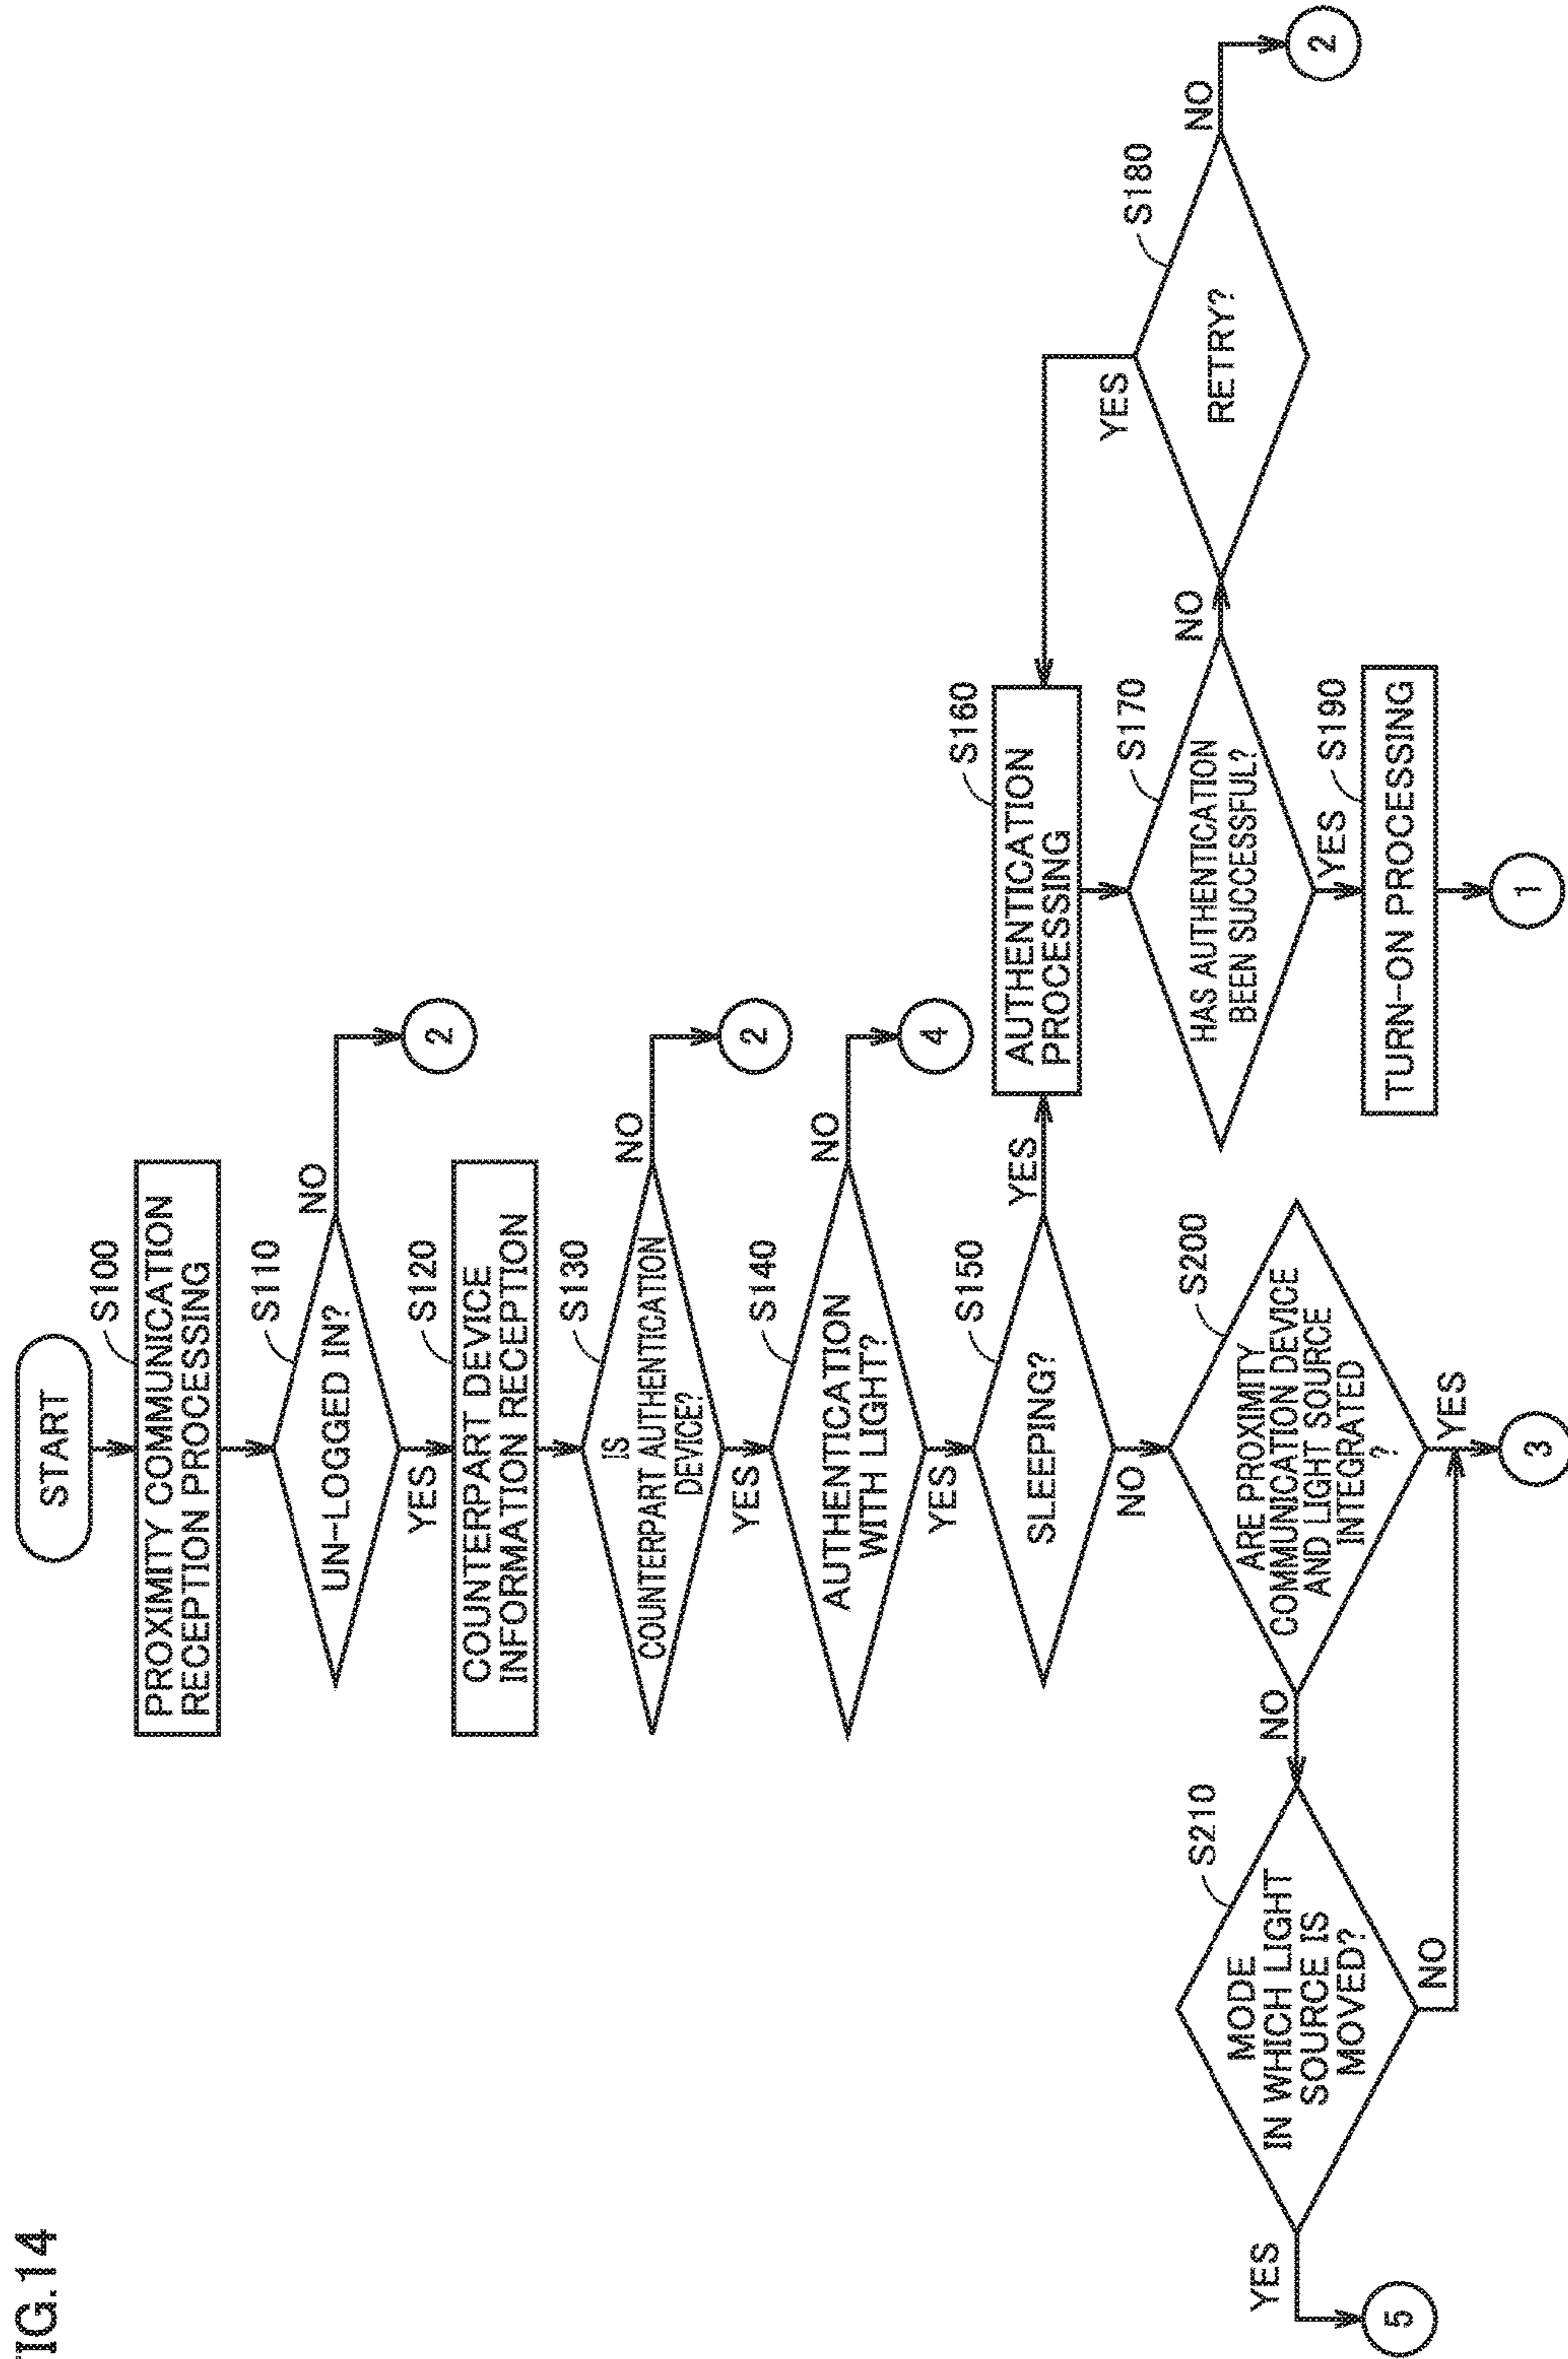 FIG.14
START
S100
PROXIMITY COMMUNICATION
RECEPTION PROCESSING
S110
UN-LOGGED IN?
NO
2
YES
S120
COUNTERPART DEVICE
INFORMATION RECEPTION
S130
IS
COUNTERPART AUTHENTICATION
DEVICE?
NO
2
YES
S140
AUTHENTICATION
WITH LIGHT?
NO
4
YES
S150
SLEEPING?
YES
NO
S160
AUTHENTICATION
PROCESSING
S170
HAS AUTHENTICATION
BEEN SUCCESSFUL?
NO
S180
RETRY?
YES
NO
2
YES
S190
TURN-ON PROCESSING
1
S200
ARE PROXIMITY
COMMUNICATION DEVICE
AND LIGHT SOURCE
INTEGRATED
?
NO
YES
3
S210
MODE
IN WHICH LIGHT
SOURCE IS
MOVED?
NO
YES
5